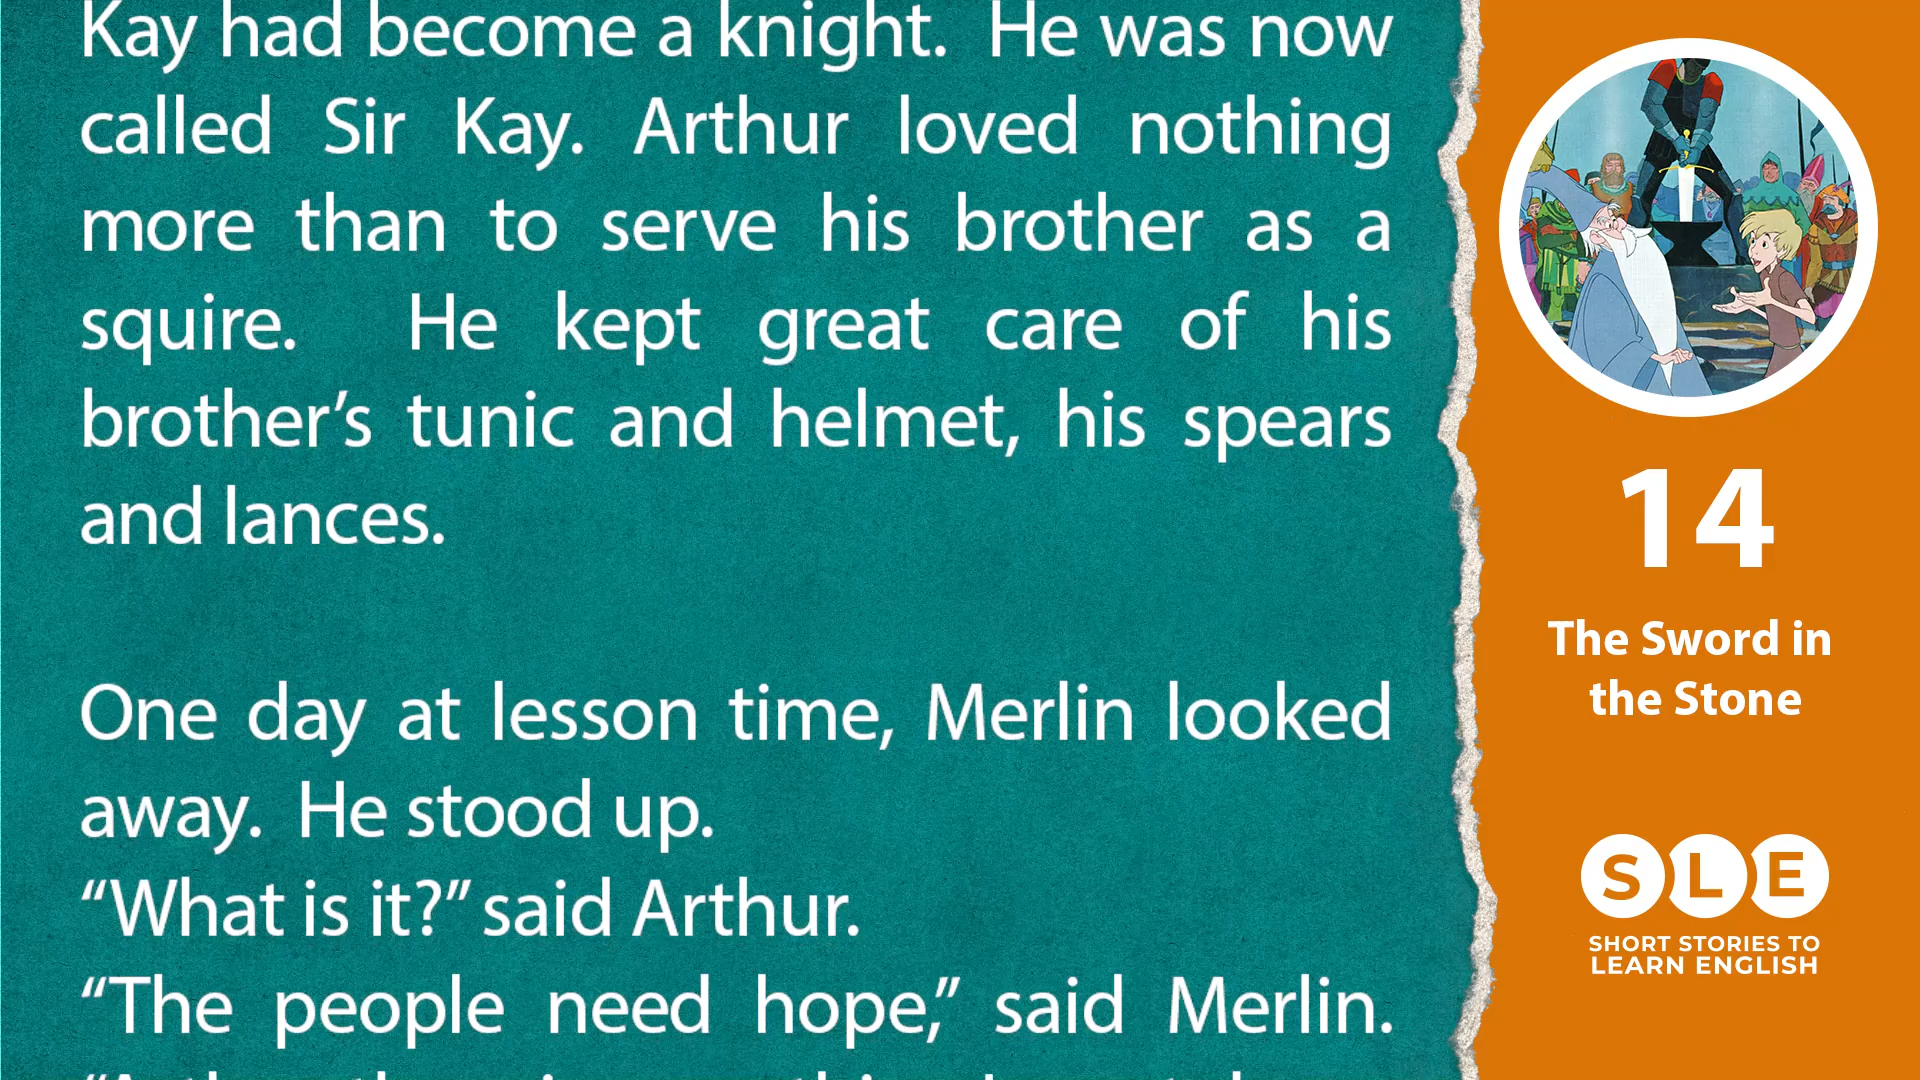 Kay had become a knight. He was now
called Sir Kay. Arthur loved nothing
more than to serve his brother as a
squire. He kept great care of his
brother’s tunic and helmet, his spears
and lances.
One day at lesson time, Merlin looked
away. He stood up.
“What is it?” said Arthur.
“The people need hope,” said Merlin.
14
The Sword in
the Stone
SLE
SHORT STORIES TO
LEARN ENGLISH